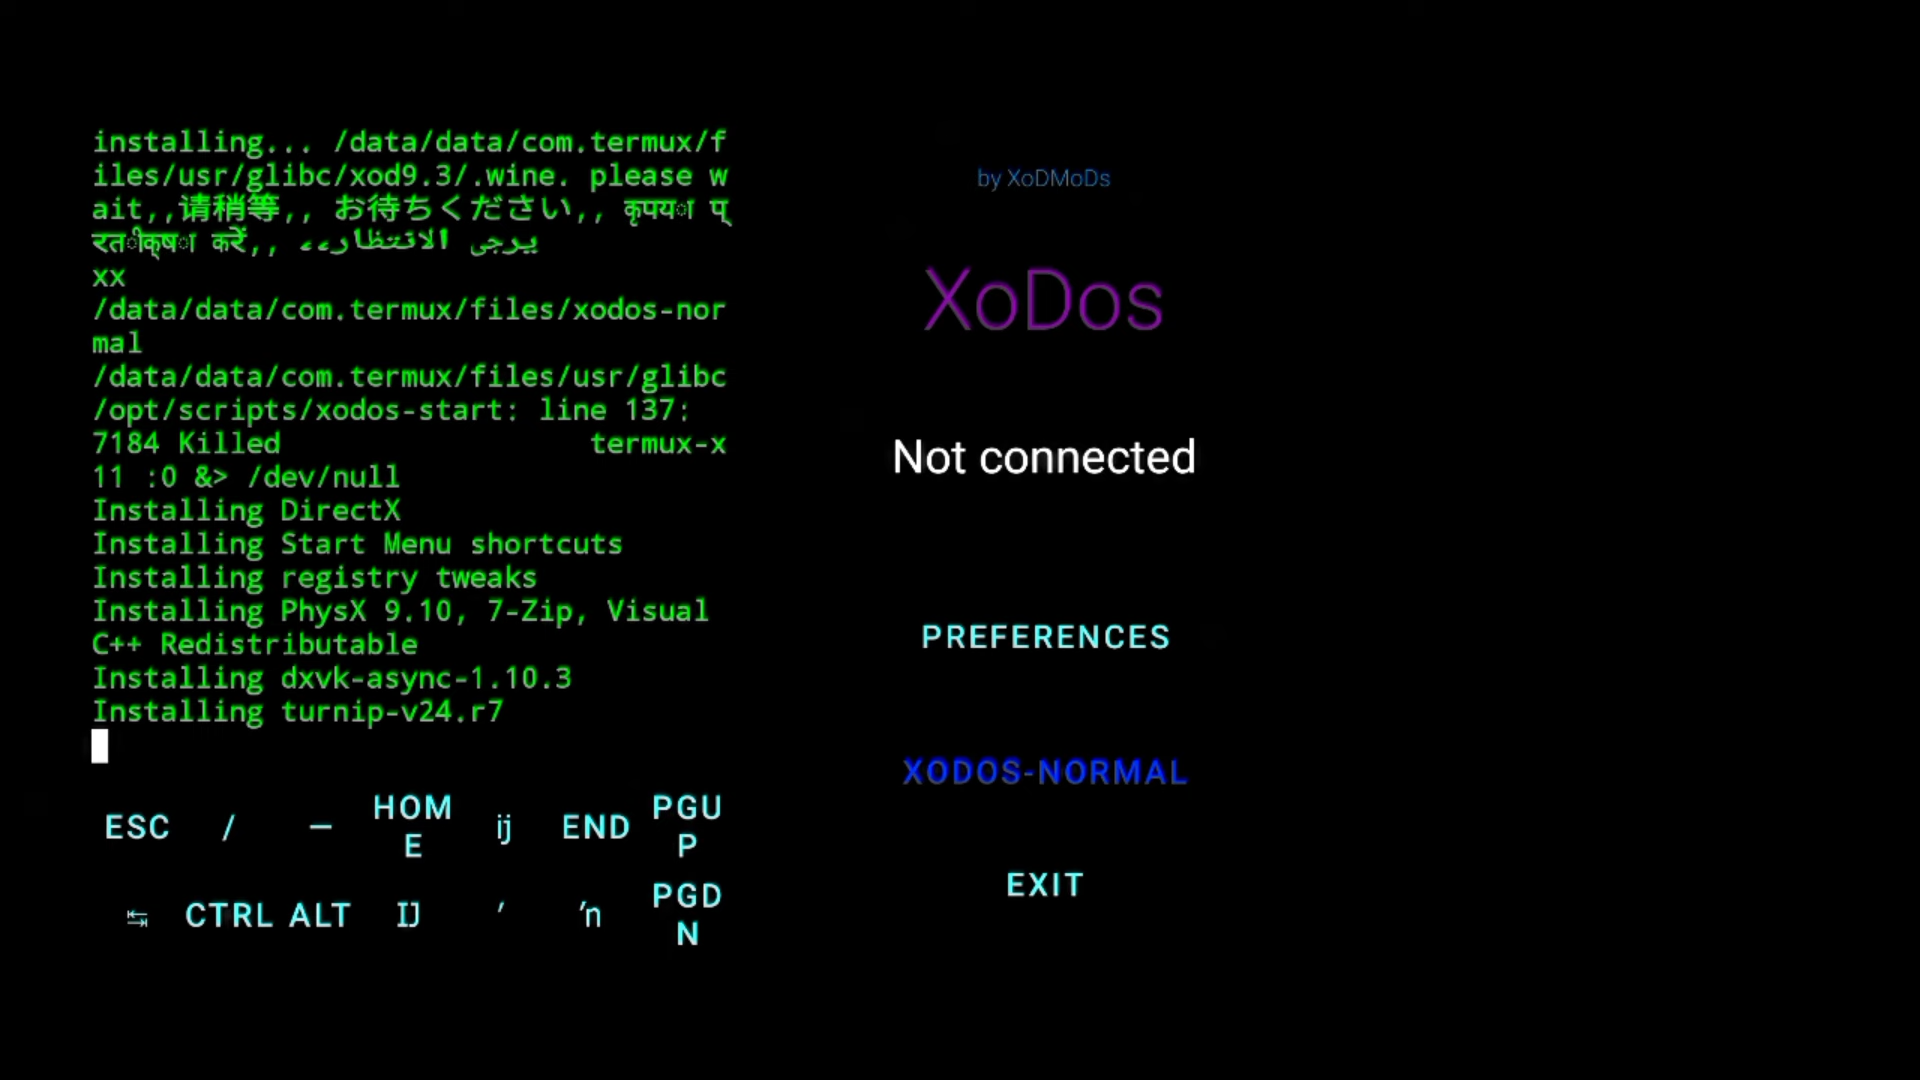 installing... /data/data/com.termux/f
iles/usr/glibc/xod9.3/.wine. please w
ait,,请稍等,, お待ちください,, कृपया प्
रतीक्षा करें,, يرجى الانتظار،،
xx
/data/data/com.termux/files/xodos-nor
mal
/data/data/com.termux/files/usr/glibc
/opt/scripts/xodos-start: line 137:
7184 Killed termux-x
11 :0 &> /dev/null
Installing DirectX
Installing Start Menu shortcuts
Installing registry tweaks
Installing PhysX 9.10, 7-Zip, Visual
C++ Redistributable
Installing dxvk-async-1.10.3
Installing turnip-v24.r7
ESC / — HOM
E ĳ END PGU
P
↹ CTRL ALT Ĳ ′ ŉ PGD
N
by XoDMoDs
XoDos
Not connected
PREFERENCES
XODOS-NORMAL
EXIT